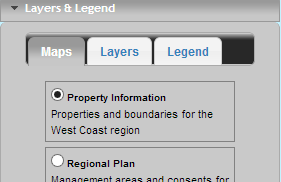 Layers & Legend
Maps Layers Legend
Property Information
Properties and boundaries for the
West Coast region
Regional Plan
Management areas and consents for